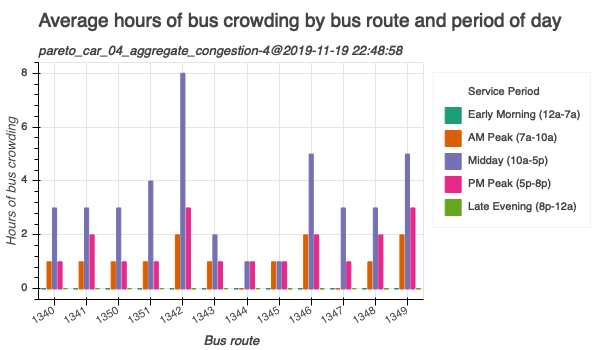 Average hours of bus crowding by bus route and period of day
pareto_car_04_aggregate_congestion-4@2019-11-19 22:48:58
Hours of bus crowding
8
6
4
2
0
1340
1341
1350
1351
1342
1343
1344
1345
1346
1347
1348
1349
Bus route
Service Period
Early Morning (12a-7a)
AM Peak (7a-10a)
Midday (10a-5p)
PM Peak (5p-8p)
Late Evening (8p-12a)